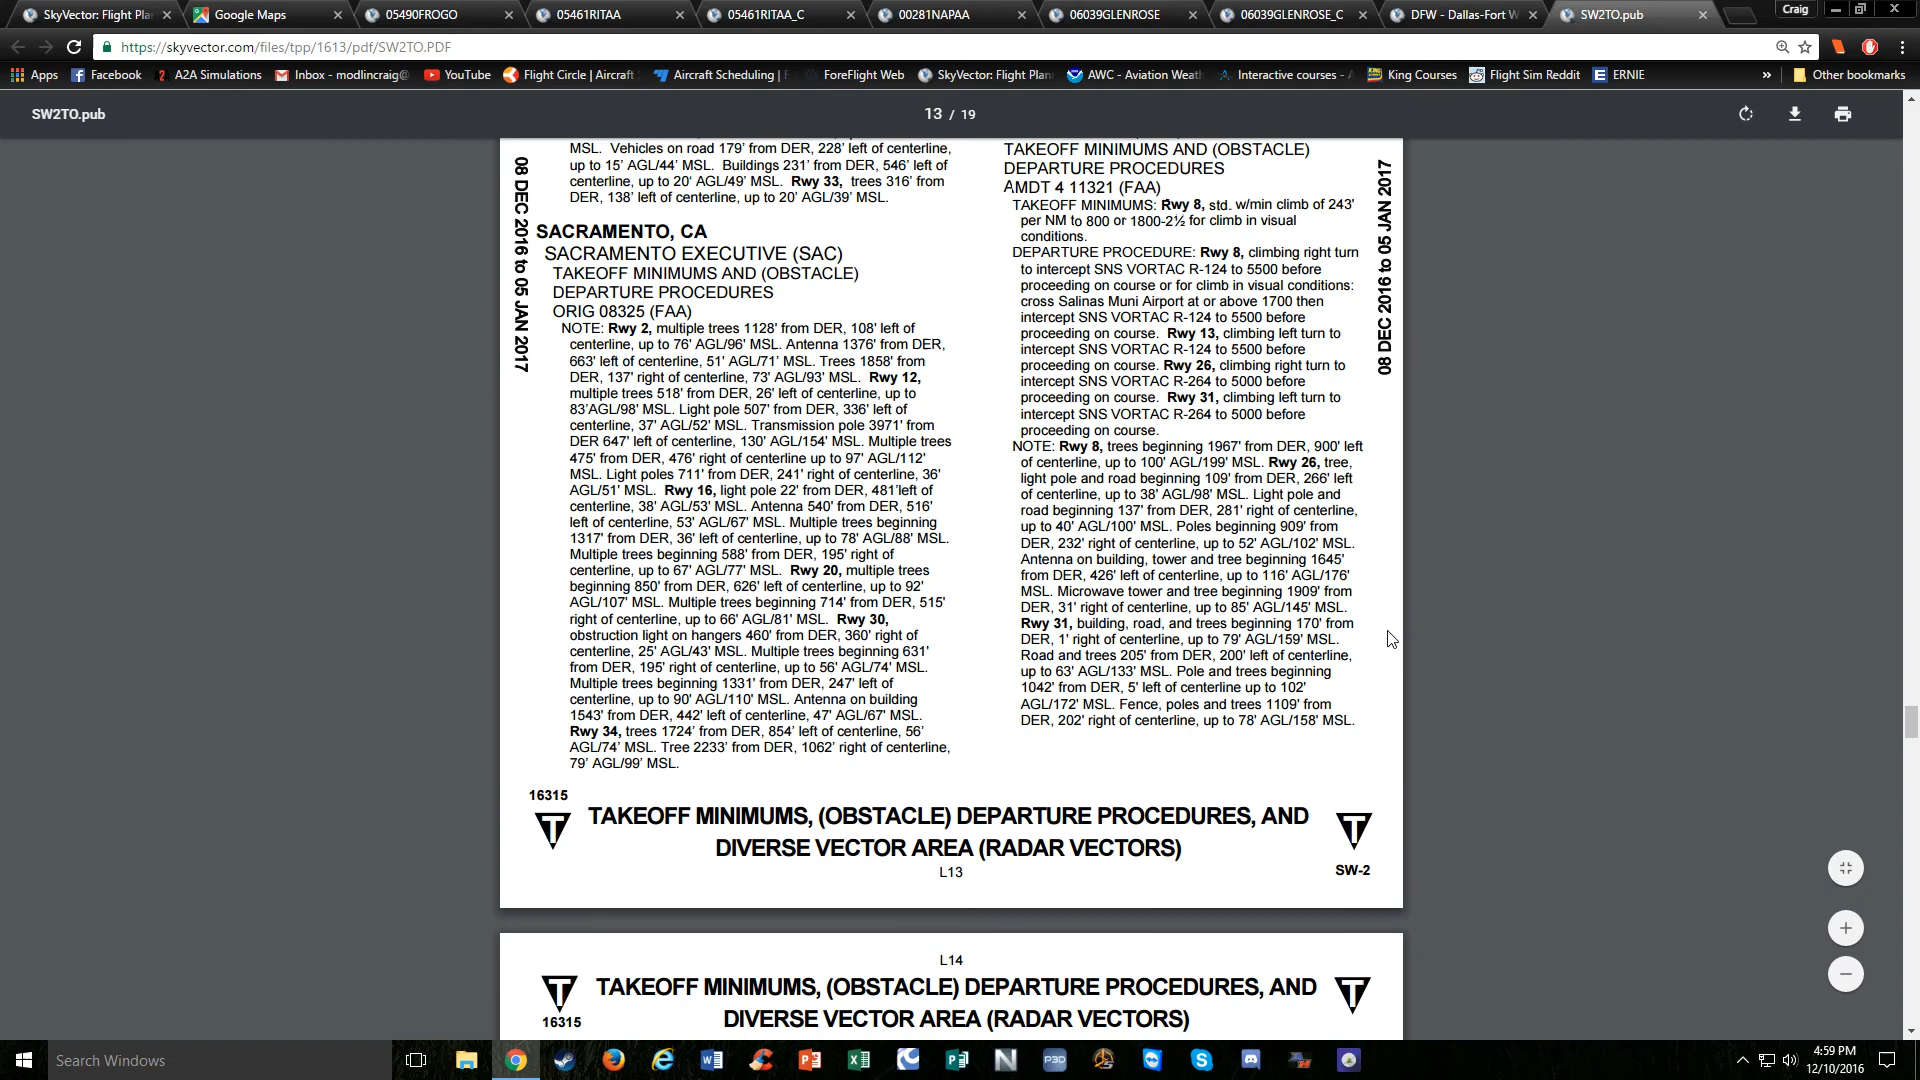 SkyVector: Flight Pla
Google Maps
05490FROGO
05461RITAA
05461RITAA_C
00281NAPAA
06039GLENROSE
06039GLENROSE_C
DFW - Dallas-Fort W
SW2TO.pub
Craig
https://skyvector.com/files/tpp/1613/pdf/SW2TO.PDF
Apps
Facebook
A2A Simulations
Inbox - modlincraig@
YouTube
Flight Circle | Aircraft
Aircraft Scheduling | F
ForeFlight Web
SkyVector: Flight Plan
AWC - Aviation Weath
Interactive courses - A
King Courses
Flight Sim Reddit
ERNIE
»
Other bookmarks
SW2TO.pub
13 / 19
08 DEC 2016 to 05 JAN 2017
MSL. Vehicles on road 179' from DER, 228' left of centerline,
up to 15' AGL/44' MSL. Buildings 231' from DER, 546' left of
centerline, up to 20' AGL/49' MSL. Rwy 33, trees 316' from
DER, 138' left of centerline, up to 20' AGL/39' MSL.
SACRAMENTO, CA
SACRAMENTO EXECUTIVE (SAC)
TAKEOFF MINIMUMS AND (OBSTACLE)
DEPARTURE PROCEDURES
ORIG 08325 (FAA)
NOTE: Rwy 2, multiple trees 1128' from DER, 108' left of
centerline, up to 76' AGL/96' MSL. Antenna 1376' from DER,
663' left of centerline, 51' AGL/71' MSL. Trees 1858' from
DER, 137' right of centerline, 73' AGL/93' MSL. Rwy 12,
multiple trees 518' from DER, 26' left of centerline, up to
83'AGL/98' MSL. Light pole 507' from DER, 336' left of
centerline, 37' AGL/52' MSL. Transmission pole 3971' from
DER 647' left of centerline, 130' AGL/154' MSL. Multiple trees
475' from DER, 476' right of centerline up to 97' AGL/112'
MSL. Light poles 711' from DER, 241' right of centerline, 36'
AGL/51' MSL. Rwy 16, light pole 22' from DER, 481'left of
centerline, 38' AGL/53' MSL. Antenna 540' from DER, 516'
left of centerline, 53' AGL/67' MSL. Multiple trees beginning
1317' from DER, 36' left of centerline, up to 78' AGL/88' MSL.
Multiple trees beginning 588' from DER, 195' right of
centerline, up to 67' AGL/77' MSL. Rwy 20, multiple trees
beginning 850' from DER, 626' left of centerline, up to 92'
AGL/107' MSL. Multiple trees beginning 714' from DER, 515'
right of centerline, up to 66' AGL/81' MSL. Rwy 30,
obstruction light on hangers 460' from DER, 360' right of
centerline, 25' AGL/43' MSL. Multiple trees beginning 631'
from DER, 195' right of centerline, up to 56' AGL/74' MSL.
Multiple trees beginning 1331' from DER, 247' left of
centerline, up to 90' AGL/110' MSL. Antenna on building
1543' from DER, 442' left of centerline, 47' AGL/67' MSL.
Rwy 34, trees 1724' from DER, 854' left of centerline, 56'
AGL/74' MSL. Tree 2233' from DER, 1062' right of centerline,
79' AGL/99' MSL.
TAKEOFF MINIMUMS AND (OBSTACLE)
DEPARTURE PROCEDURES
AMDT 4 11321 (FAA)
TAKEOFF MINIMUMS: Rwy 8, std. w/min climb of 243'
per NM to 800 or 1800-2½ for climb in visual
conditions.
DEPARTURE PROCEDURE: Rwy 8, climbing right turn
to intercept SNS VORTAC R-124 to 5500 before
proceeding on course or for climb in visual conditions:
cross Salinas Muni Airport at or above 1700 then
intercept SNS VORTAC R-124 to 5500 before
proceeding on course. Rwy 13, climbing left turn to
intercept SNS VORTAC R-124 to 5500 before
proceeding on course. Rwy 26, climbing right turn to
intercept SNS VORTAC R-264 to 5000 before
proceeding on course. Rwy 31, climbing left turn to
intercept SNS VORTAC R-264 to 5000 before
proceeding on course.
NOTE: Rwy 8, trees beginning 1967' from DER, 900' left
of centerline, up to 100' AGL/199' MSL. Rwy 26, tree,
light pole and road beginning 109' from DER, 266' left
of centerline, up to 38' AGL/98' MSL. Light pole and
road beginning 137' from DER, 281' right of centerline,
up to 40' AGL/100' MSL. Poles beginning 909' from
DER, 232' right of centerline, up to 52' AGL/102' MSL.
Antenna on building, tower and tree beginning 1645'
from DER, 426' left of centerline, up to 116' AGL/176'
MSL. Microwave tower and tree beginning 1909' from
DER, 31' right of centerline, up to 85' AGL/145' MSL.
Rwy 31, building, road, and trees beginning 170' from
DER, 1' right of centerline, up to 79' AGL/159' MSL.
Road and trees 205' from DER, 200' left of centerline,
up to 63' AGL/133' MSL. Pole and trees beginning
1042' from DER, 5' left of centerline up to 102'
AGL/172' MSL. Fence, poles and trees 1109' from
DER, 202' right of centerline, up to 78' AGL/158' MSL.
08 DEC 2016 to 05 JAN 2017
16315
T
TAKEOFF MINIMUMS, (OBSTACLE) DEPARTURE PROCEDURES, AND
DIVERSE VECTOR AREA (RADAR VECTORS)
L13
T
SW-2
L14
T
16315
TAKEOFF MINIMUMS, (OBSTACLE) DEPARTURE PROCEDURES, AND
DIVERSE VECTOR AREA (RADAR VECTORS)
T
Search Windows
P3D
4:59 PM
12/10/2016